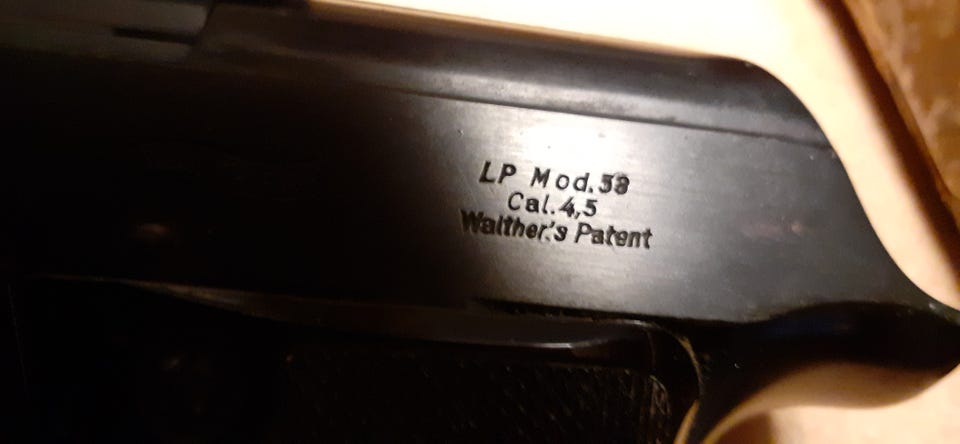 LP Mod.53
Cal.4,5
Walther's Patent